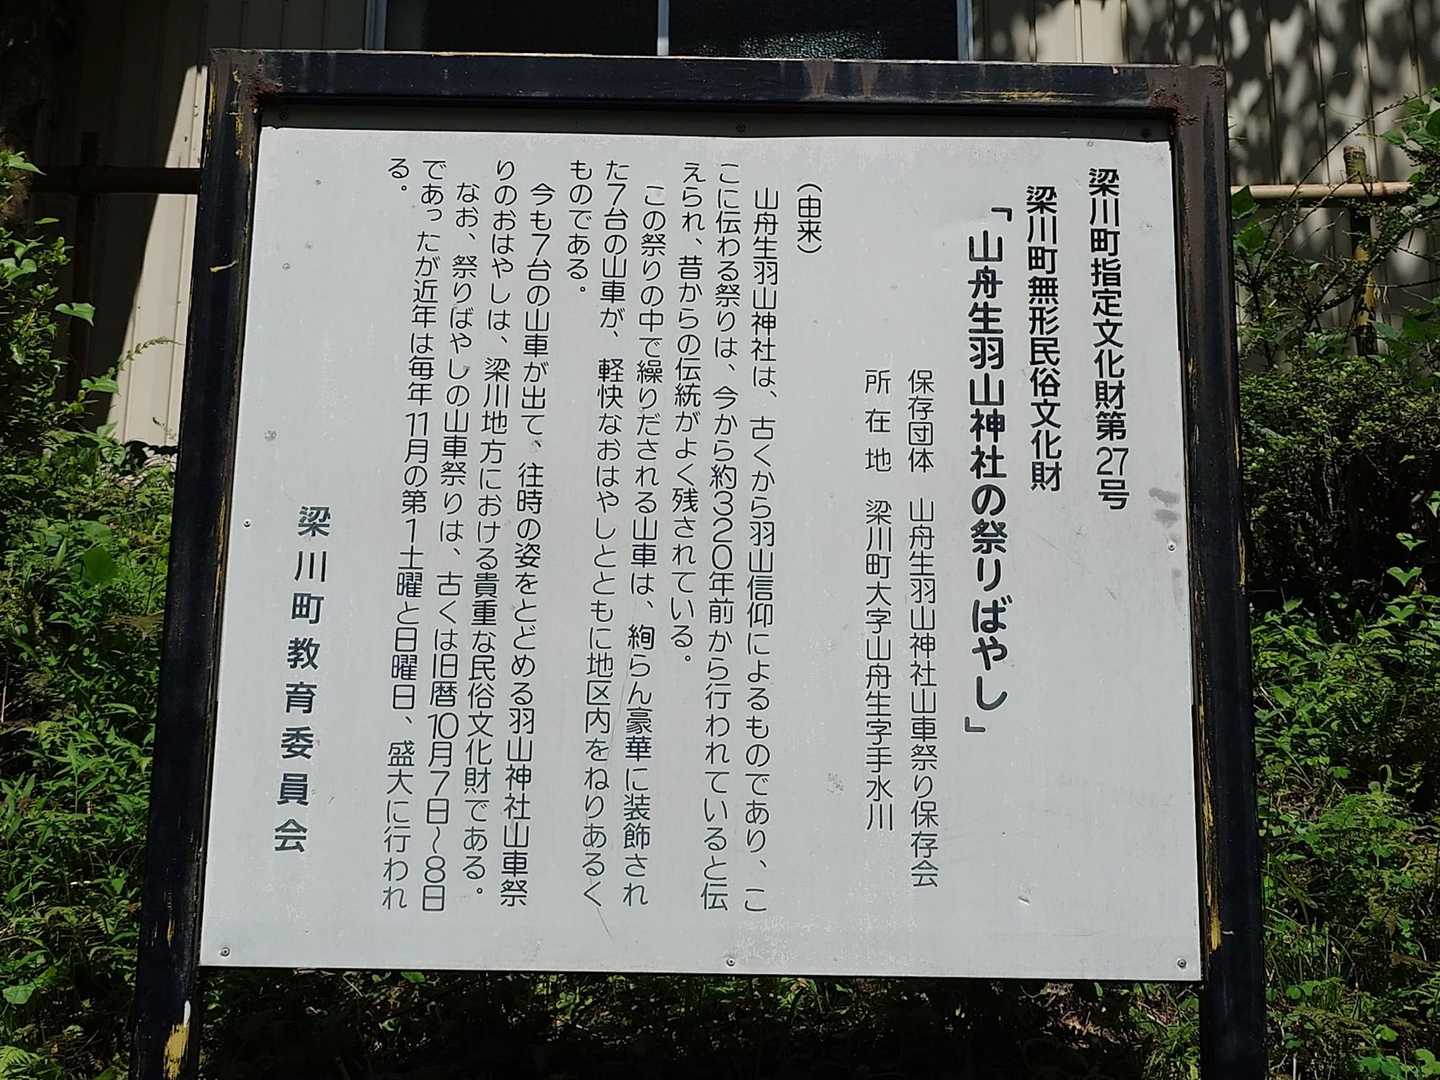 梁川町指定文化財第27号
梁川町無形民俗文化財
「山舟生羽山神社の祭りばやし」
保存団体　山舟生羽山神社山車祭り保存会
所在地　梁川町大字山舟生字手水川
（由来）
山舟生羽山神社は、古くから羽山信仰によるものであり、こ
こに伝わる祭りは、今から約320年前から行われていると伝
えられ、昔からの伝統がよく残されている。
この祭りの中で繰りだされる山車は、絢らん豪華に装飾され
た7台の山車が、軽快なおはやしとともに地区内をねりあるく
ものである。
今も7台の山車が出て、往時の姿をとどめる羽山神社山車祭
りのおはやしは、梁川地方における貴重な民俗文化財である。
なお、祭りばやしの山車祭りは、古くは旧暦10月7日～8日
であったが近年は毎年11月の第1土曜と日曜日、盛大に行われ
る。
梁川町教育委員会